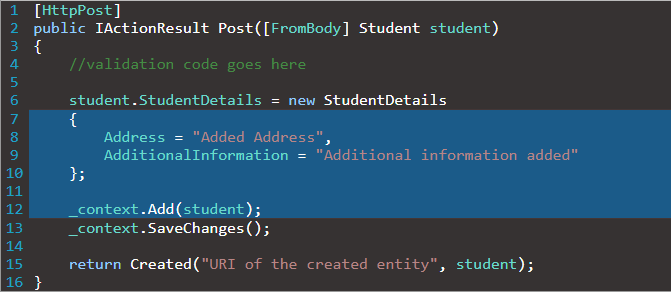 1 [HttpPost]
2 public IActionResult Post([FromBody] Student student)
3 {
4     //validation code goes here
5
6     student.StudentDetails = new StudentDetails
7     {
8         Address = "Added Address",
9         AdditionalInformation = "Additional information added"
10     };
11
12     _context.Add(student);
13     _context.SaveChanges();
14
15     return Created("URI of the created entity", student);
16 }